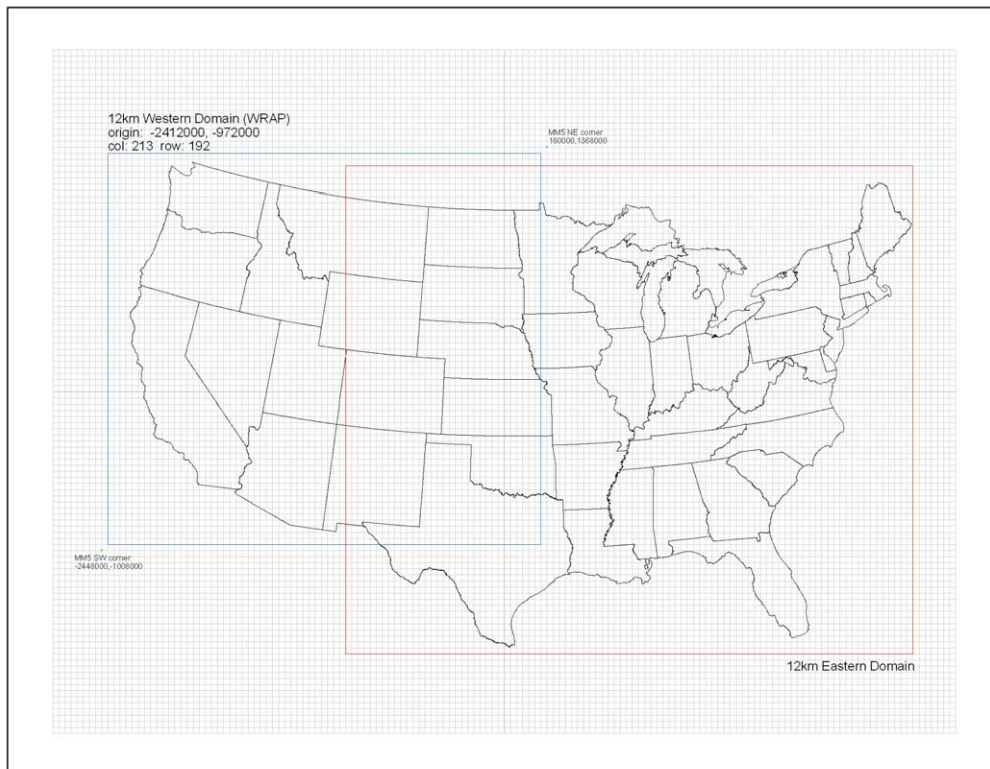 12km Western Domain (WRAP)
origin: -2412000, -972000
col: 213 row: 192
MM5 NE corner
180000,1368000
MM5 SW corner
-2448000,-1008000
12km Eastern Domain